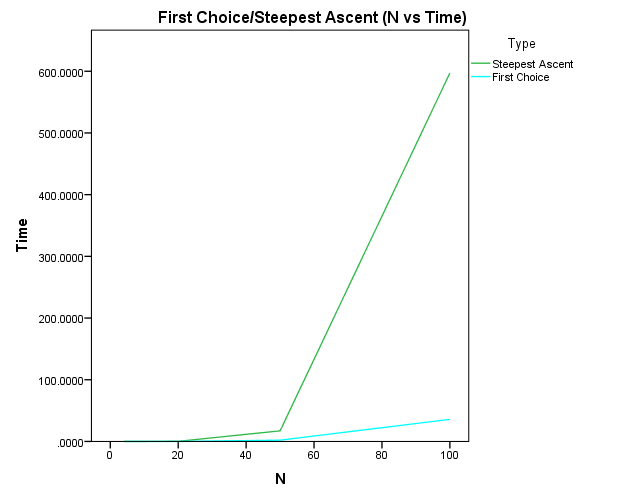 First Choice/Steepest Ascent (N vs Time)
Type
Steepest Ascent
First Choice
600.0000
500.0000
400.0000
300.0000
200.0000
100.0000
.0000
Time
0 20 40 60 80 100
N